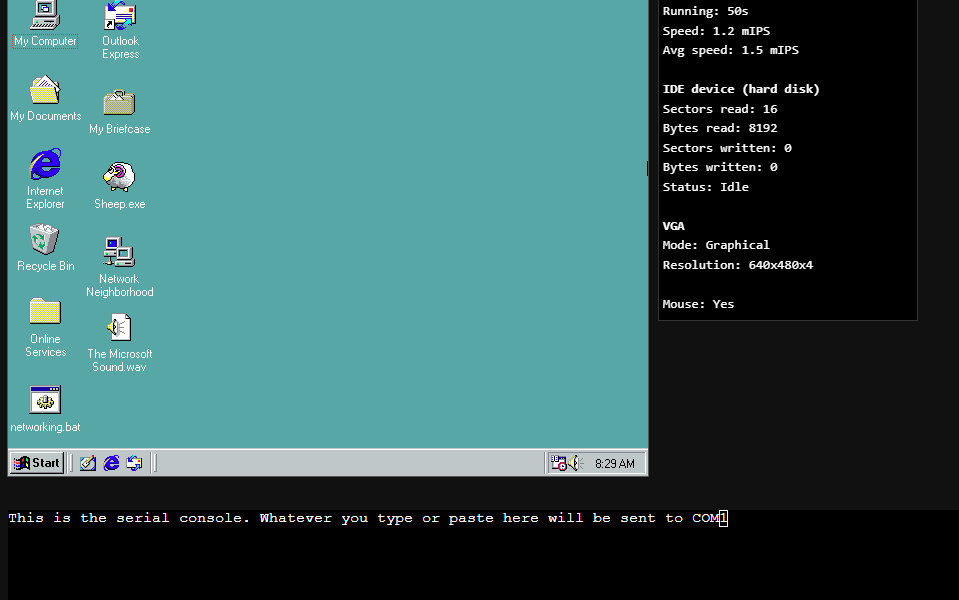 My Computer
Outlook
Express
My Documents
My Briefcase
Internet
Explorer
Sheep.exe
Recycle Bin
Network
Neighborhood
Online
Services
The Microsoft
Sound.wav
networking.bat
Start
8:29 AM
Running: 50s
Speed: 1.2 mIPS
Avg speed: 1.5 mIPS
IDE device (hard disk)
Sectors read: 16
Bytes read: 8192
Sectors written: 0
Bytes written: 0
Status: Idle
VGA
Mode: Graphical
Resolution: 640x480x4
Mouse: Yes
This is the serial console. Whatever you type or paste here will be sent to COM1